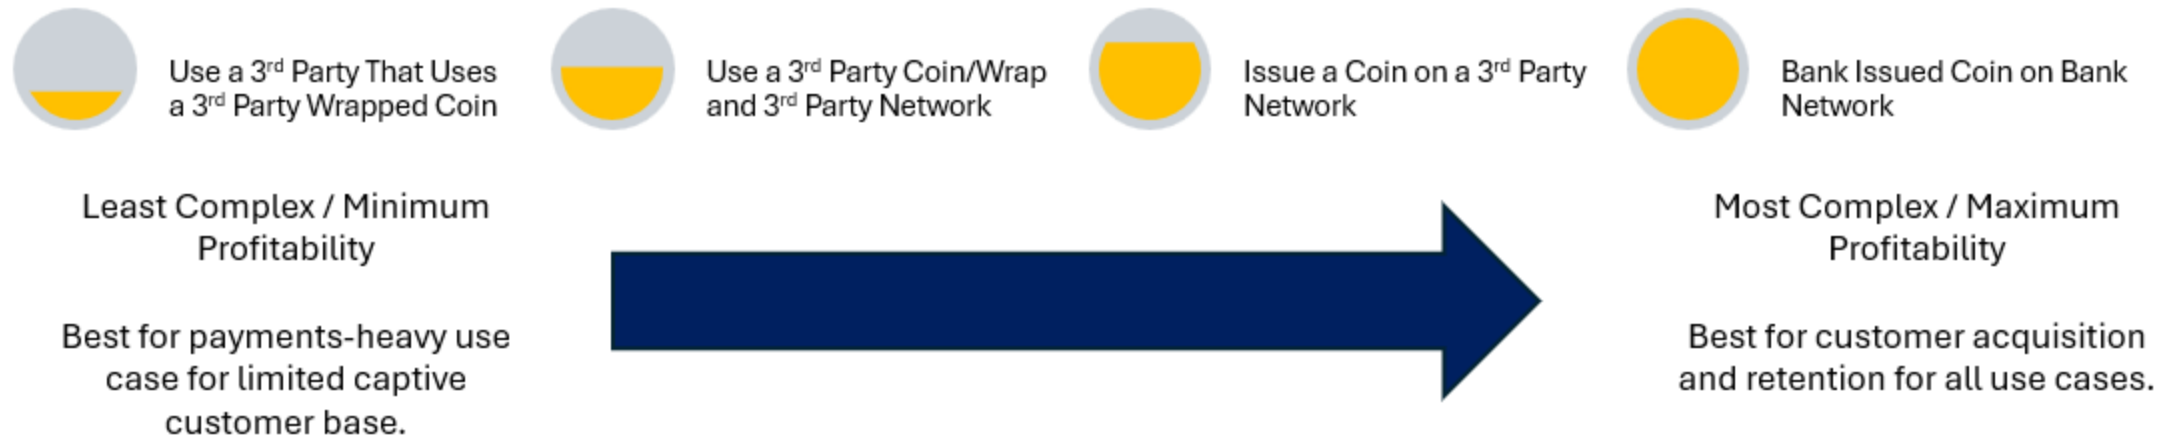 Use a 3rd Party That Uses
a 3rd Party Wrapped Coin
Use a 3rd Party Coin/Wrap
and 3rd Party Network
Issue a Coin on a 3rd Party
Network
Bank Issued Coin on Bank
Network
Least Complex / Minimum
Profitability
Best for payments-heavy use
case for limited captive
customer base.
Most Complex / Maximum
Profitability
Best for customer acquisition
and retention for all use cases.